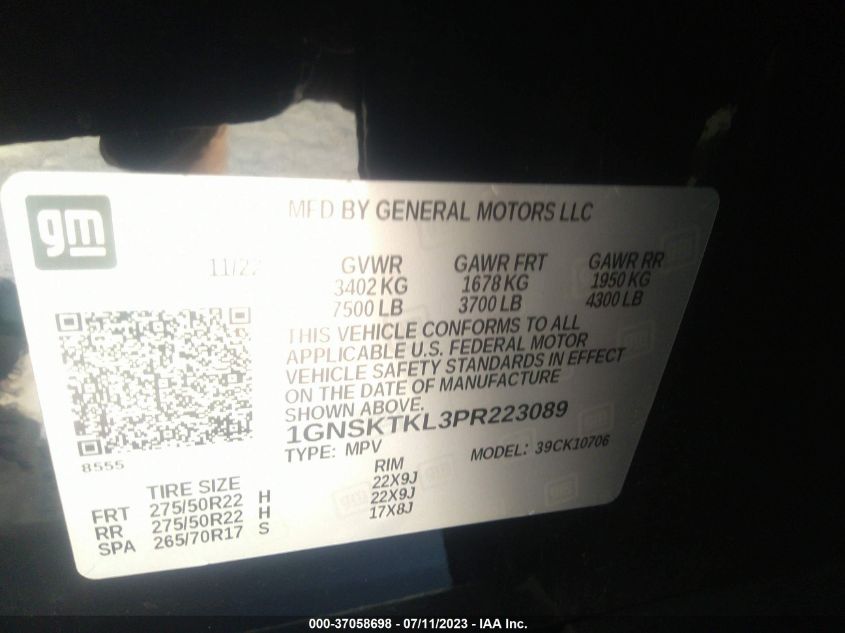 gm
MFD BY GENERAL MOTORS LLC
11/22
GVWR GAWR FRT GAWR RR
3402 KG 1678 KG 1950 KG
7500 LB 3700 LB 4300 LB
THIS VEHICLE CONFORMS TO ALL
APPLICABLE U.S. FEDERAL MOTOR
VEHICLE SAFETY STANDARDS IN EFFECT
ON THE DATE OF MANUFACTURE
SHOWN ABOVE.
1GNSKTKL3PR223089
TYPE: MPV MODEL: 39CK10706
8555
TIRE SIZE RIM
FRT 275/50R22 H 22X9J
RR 275/50R22 H 22X9J
SPA 265/70R17 S 17X8J
000-37058698 - 07/11/2023 - IAA Inc.